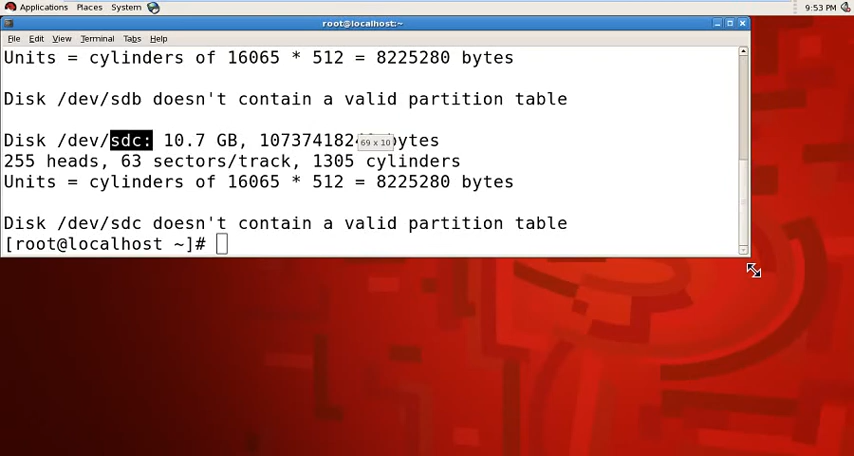 Applications Places System 9:53 PM
root@localhost:~
File Edit View Terminal Tabs Help
Units = cylinders of 16065 * 512 = 8225280 bytes
Disk /dev/sdb doesn't contain a valid partition table
Disk /dev/sdc: 10.7 GB, 1073741824 bytes
69 x 10
255 heads, 63 sectors/track, 1305 cylinders
Units = cylinders of 16065 * 512 = 8225280 bytes
Disk /dev/sdc doesn't contain a valid partition table
[root@localhost ~]#